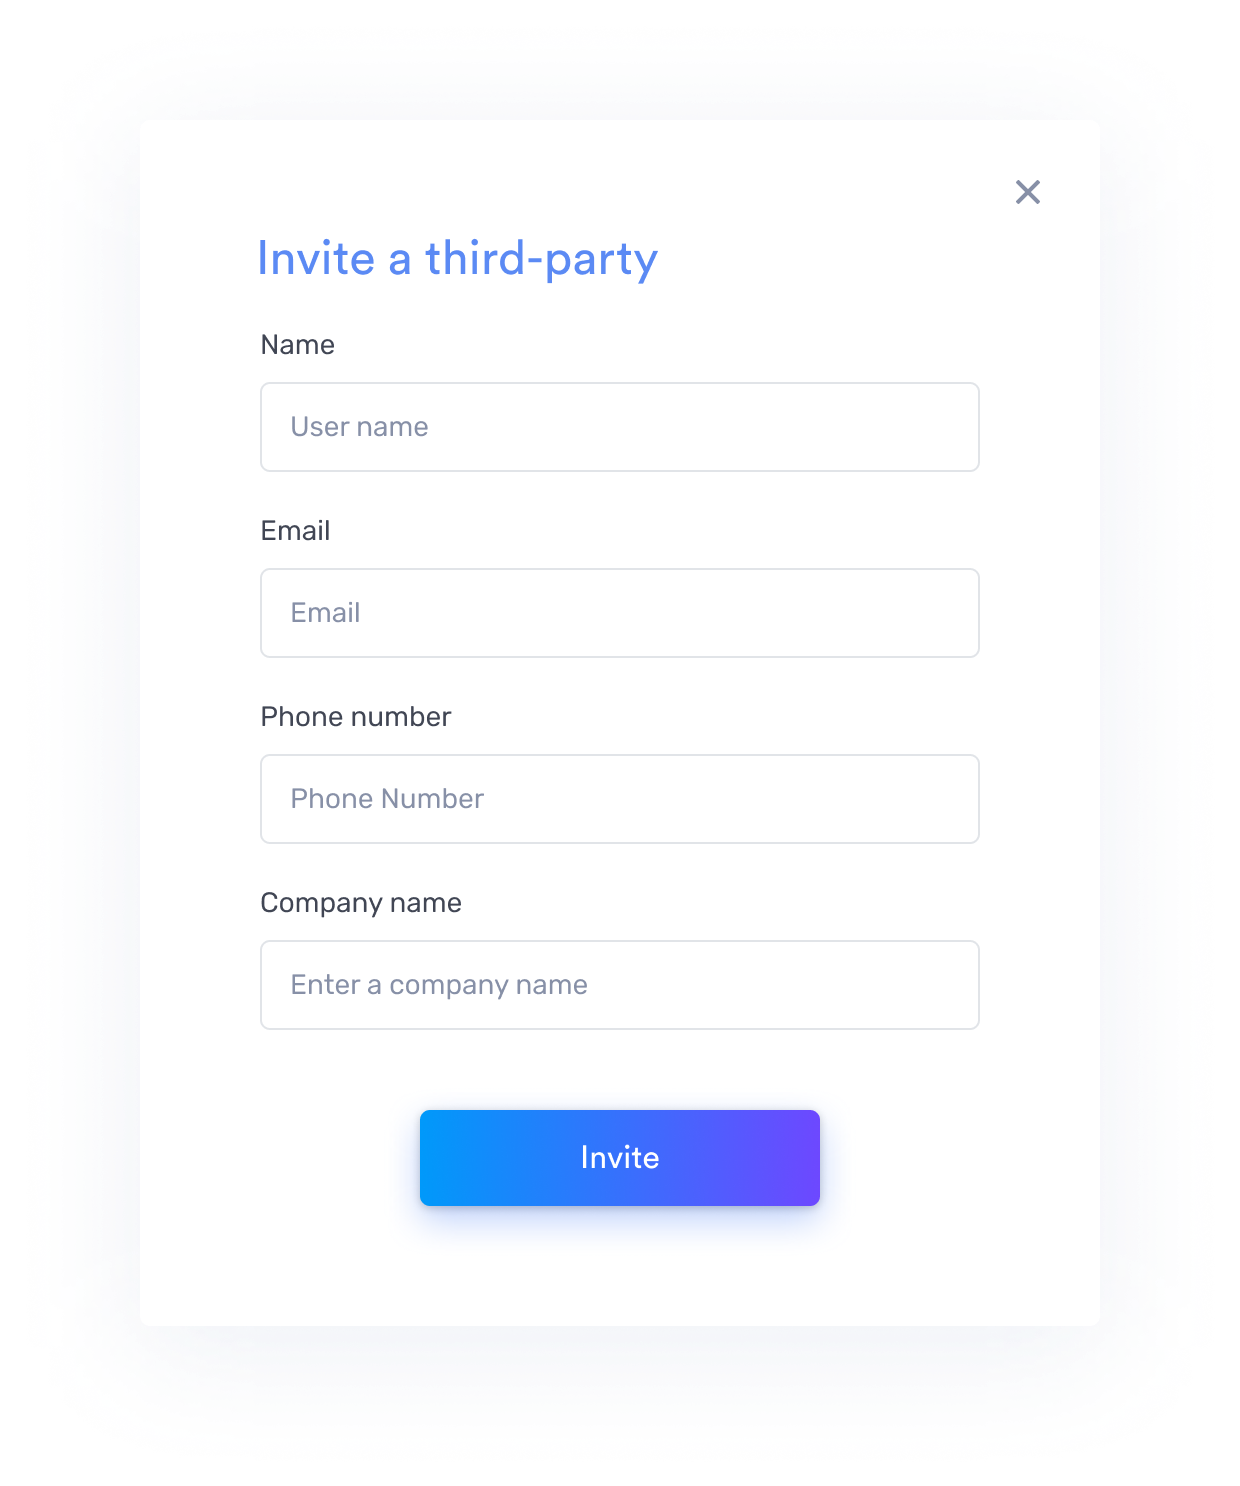 Invite a third-party
Name
User name
Email
Email
Phone number
Phone Number
Company name
Enter a company name
Invite